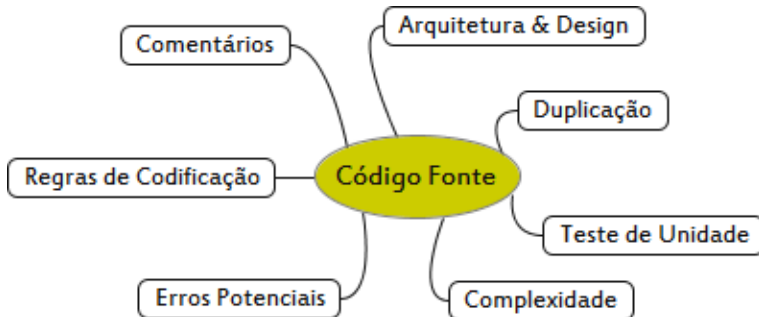 Arquitetura & Design
Comentários
Duplicação
Código Fonte
Regras de Codificação
Teste de Unidade
Erros Potenciais
Complexidade